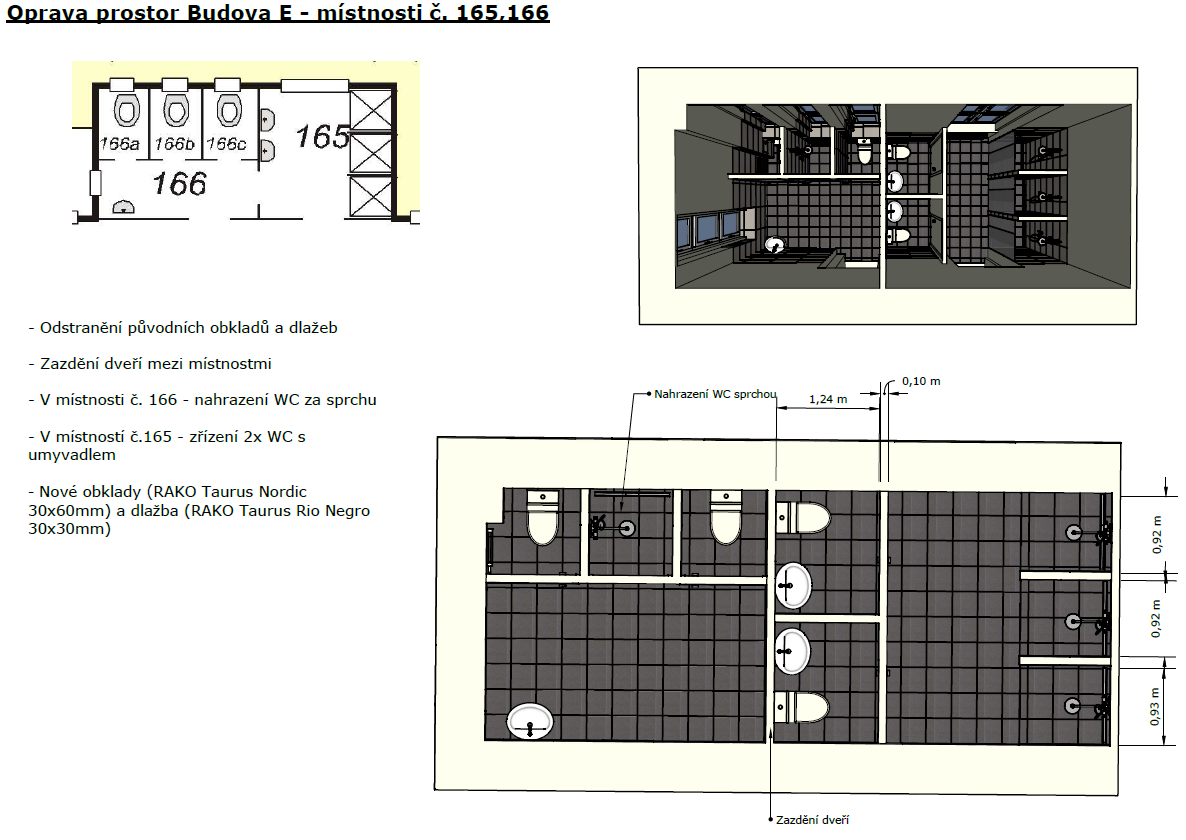 Oprava prostor Budova E - místnosti č. 165,166
166a
166b
166c
165
166
- Odstranění původních obkladů a dlažeb
- Zazdění dveří mezi místnostmi
- V místnosti č. 166 - nahrazení WC za sprchu
- V místností č.165 - zřízení 2x WC s
umyvadlem
- Nové obklady (RAKO Taurus Nordic
30x60mm) a dlažba (RAKO Taurus Rio Negro
30x30mm)
Nahrazení WC sprchou
1,24 m
0,10 m
0,92 m
0,92 m
0,93 m
Zazdění dveří